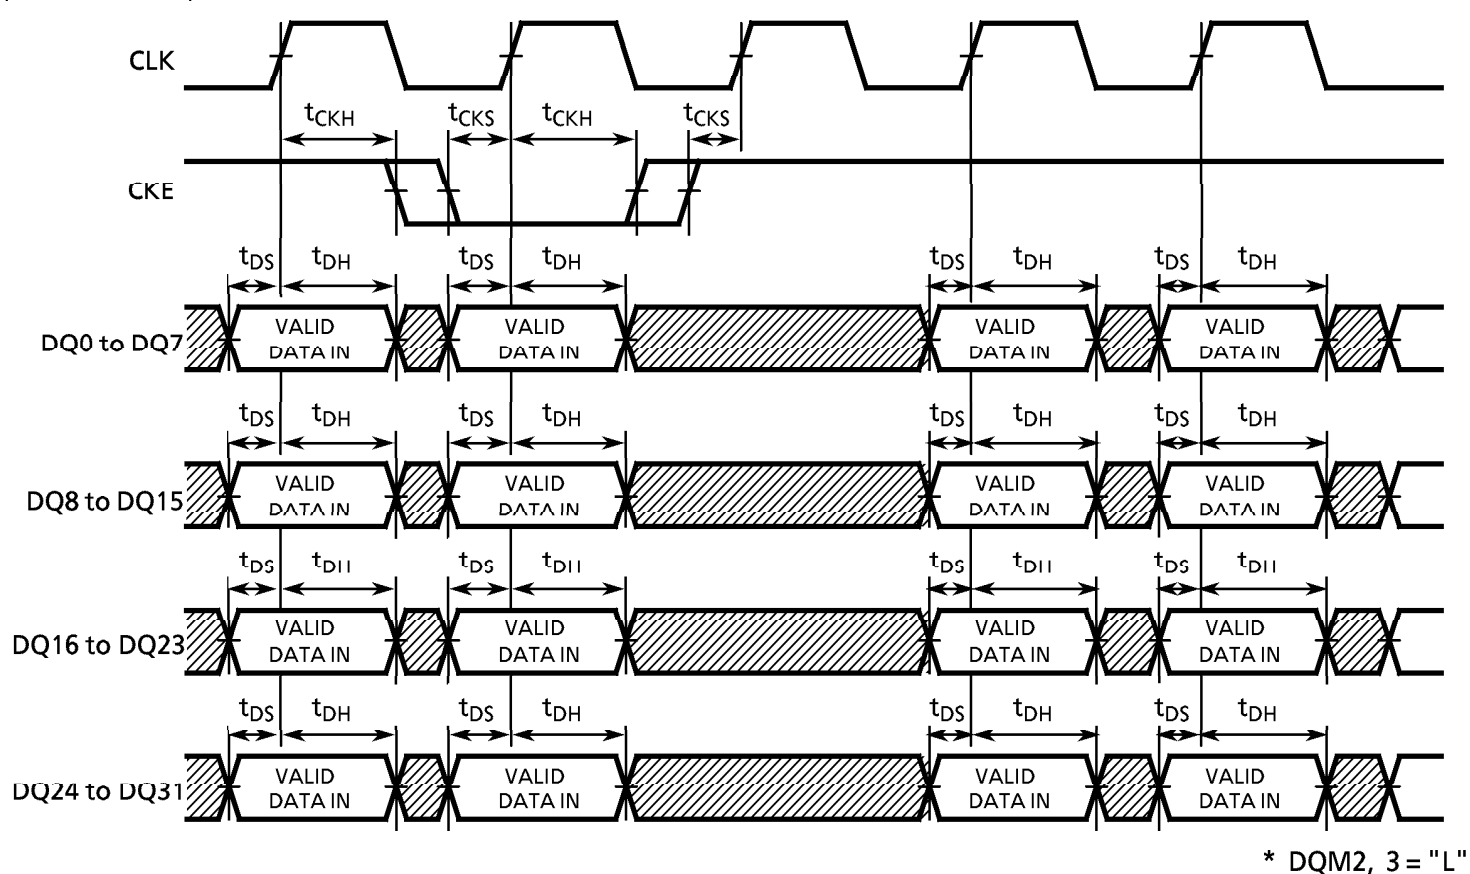 CLK
tCKH tCKS tCKH tCKS
CKE
tDS tDH tDS tDH tDS tDH tDS tDH
DQ0 to DQ7
VALID DATA IN VALID DATA IN VALID DATA IN VALID DATA IN
tDS tDH tDS tDH tDS tDH tDS tDH
DQ8 to DQ15
VALID DATA IN VALID DATA IN VALID DATA IN VALID DATA IN
tDS tDH tDS tDH tDS tDH tDS tDH
DQ16 to DQ23
VALID DATA IN VALID DATA IN VALID DATA IN VALID DATA IN
tDS tDH tDS tDH tDS tDH tDS tDH
DQ24 to DQ31
VALID DATA IN VALID DATA IN VALID DATA IN VALID DATA IN
* DQM2, 3 = "L"